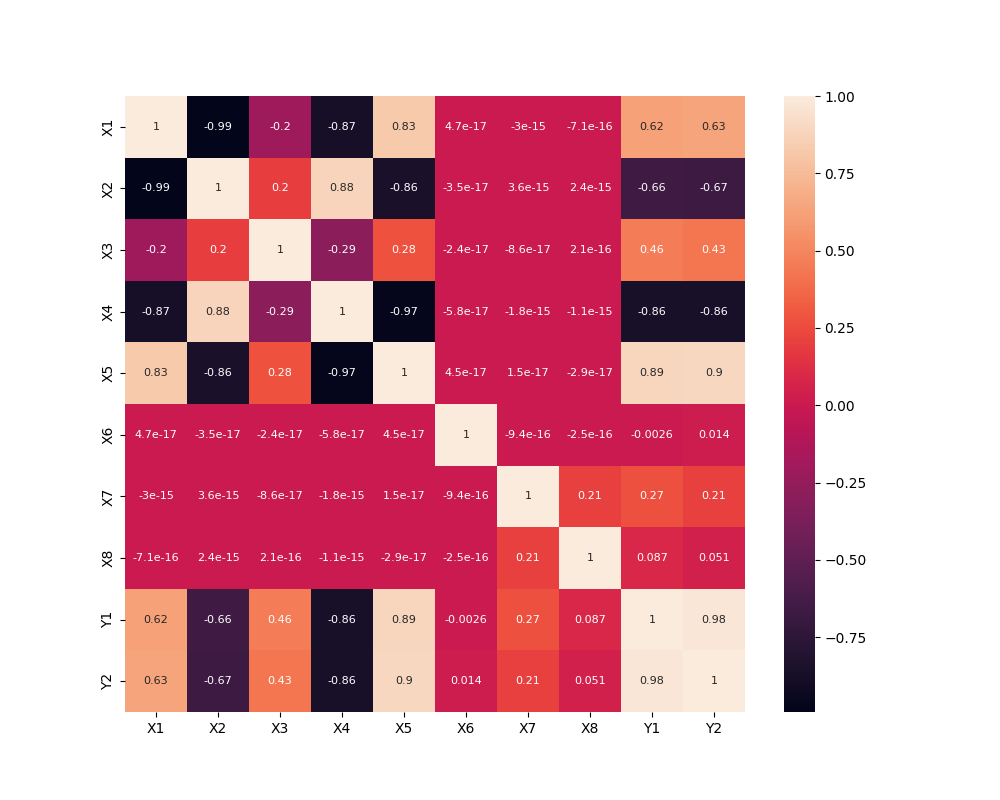 X1 1 -0.99 -0.2 -0.87 0.83 4.7e-17 -3e-15 -7.1e-16 0.62 0.63
X2 -0.99 1 0.2 0.88 -0.86 -3.5e-17 3.6e-15 2.4e-15 -0.66 -0.67
X3 -0.2 0.2 1 -0.29 0.28 -2.4e-17 -8.6e-17 2.1e-16 0.46 0.43
X4 -0.87 0.88 -0.29 1 -0.97 -5.8e-17 -1.8e-15 -1.1e-15 -0.86 -0.86
X5 0.83 -0.86 0.28 -0.97 1 4.5e-17 1.5e-17 -2.9e-17 0.89 0.9
X6 4.7e-17 -3.5e-17 -2.4e-17 -5.8e-17 4.5e-17 1 -9.4e-16 -2.5e-16 -0.0026 0.014
X7 -3e-15 3.6e-15 -8.6e-17 -1.8e-15 1.5e-17 -9.4e-16 1 0.21 0.27 0.21
X8 -7.1e-16 2.4e-15 2.1e-16 -1.1e-15 -2.9e-17 -2.5e-16 0.21 1 0.087 0.051
Y1 0.62 -0.66 0.46 -0.86 0.89 -0.0026 0.27 0.087 1 0.98
Y2 0.63 -0.67 0.43 -0.86 0.9 0.014 0.21 0.051 0.98 1
X1 X2 X3 X4 X5 X6 X7 X8 Y1 Y2
1.00
0.75
0.50
0.25
0.00
−0.25
−0.50
−0.75